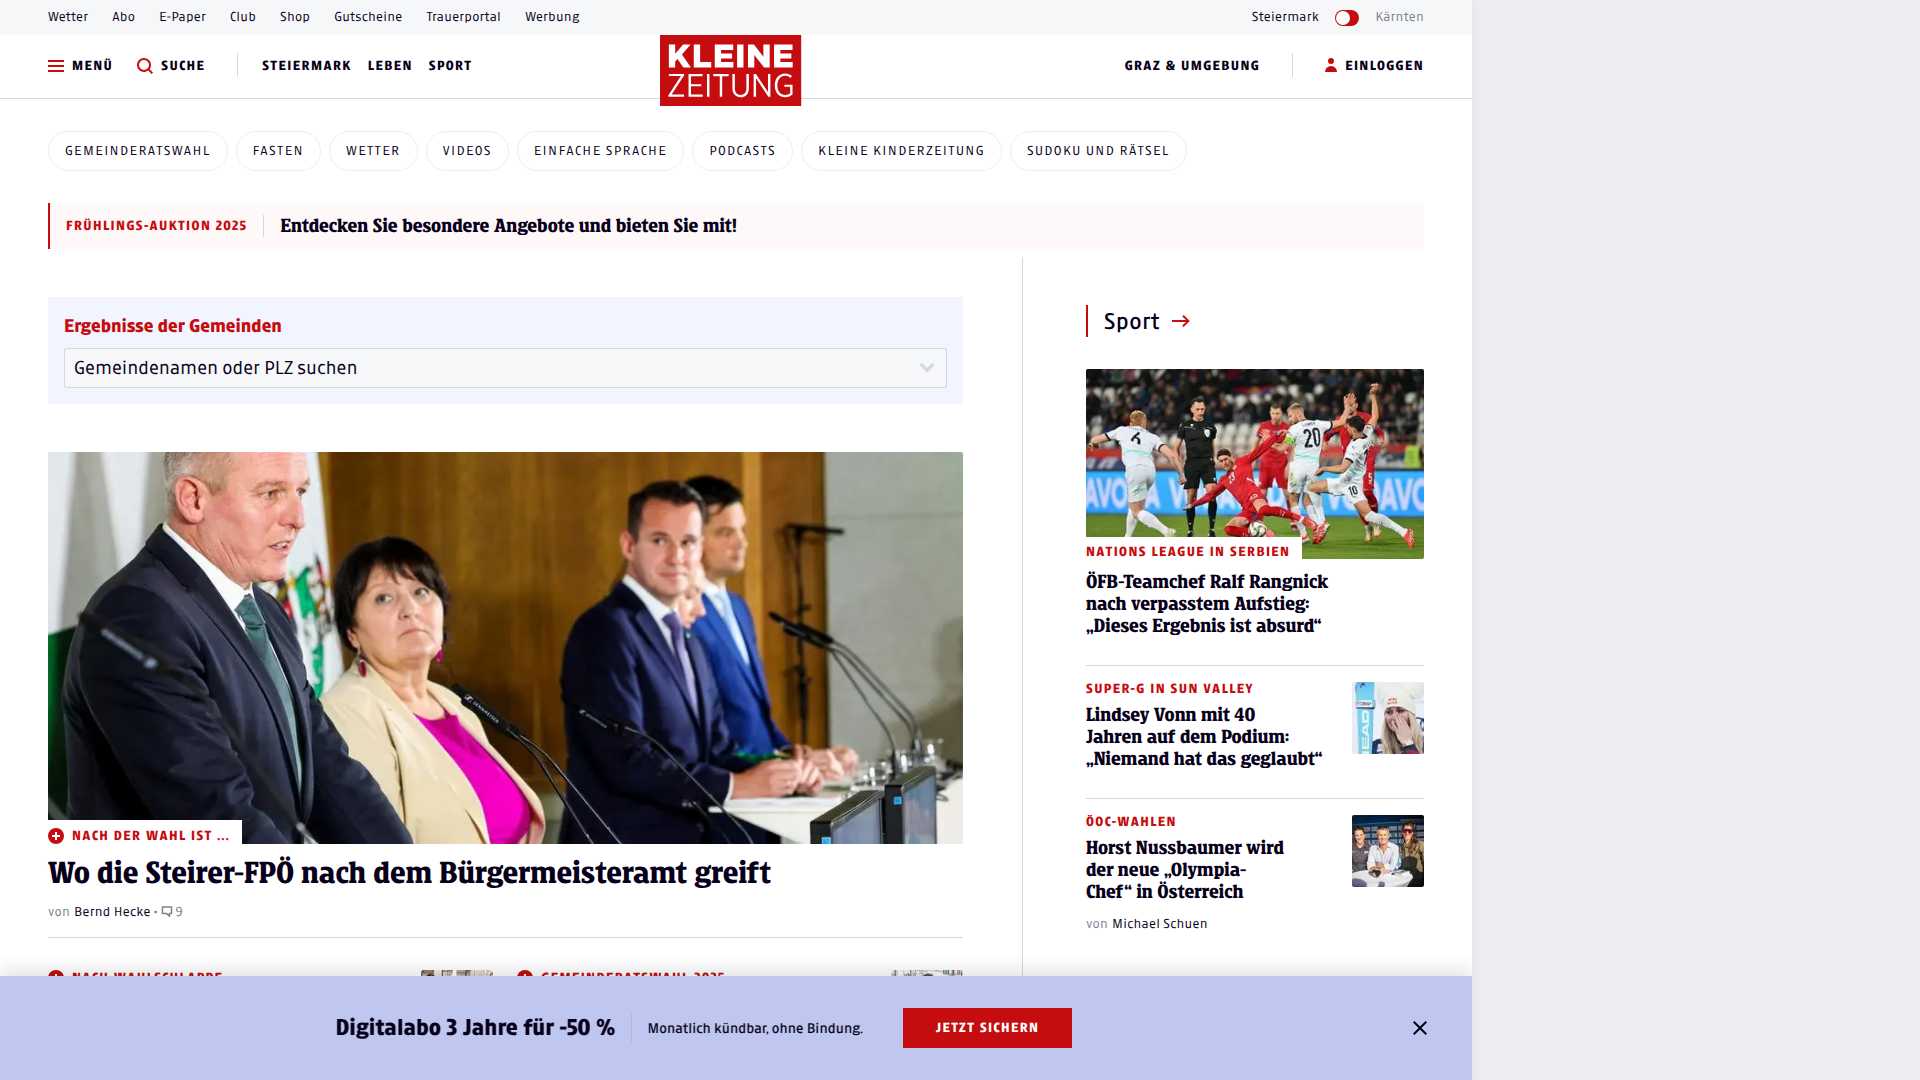 Wetter Abo E-Paper Club Shop Gutscheine Trauerportal Werbung Steiermark Kärnten
MENÜ SUCHE STEIERMARK LEBEN SPORT KLEINE ZEITUNG GRAZ & UMGEBUNG EINLOGGEN
GEMEINDERATSWAHL FASTEN WETTER VIDEOS EINFACHE SPRACHE PODCASTS KLEINE KINDERZEITUNG SUDOKU UND RÄTSEL
FRÜHLINGS-AUKTION 2025 Entdecken Sie besondere Angebote und bieten Sie mit!
Ergebnisse der Gemeinden
Gemeindenamen oder PLZ suchen
NACH DER WAHL IST ...
Wo die Steirer-FPÖ nach dem Bürgermeisteramt greift
von Bernd Hecke • 9
NACH WAHLSCHLAPPE
GEMEINDERATSWAHL 2025
Sport
NATIONS LEAGUE IN SERBIEN
ÖFB-Teamchef Ralf Rangnick
nach verpasstem Aufstieg:
„Dieses Ergebnis ist absurd“
SUPER-G IN SUN VALLEY
Lindsey Vonn mit 40
Jahren auf dem Podium:
„Niemand hat das geglaubt“
HEAD
ÖOC-WAHLEN
Horst Nussbaumer wird
der neue „Olympia-
Chef“ in Österreich
von Michael Schuen
Digitalabo 3 Jahre für -50 % Monatlich kündbar, ohne Bindung. JETZT SICHERN